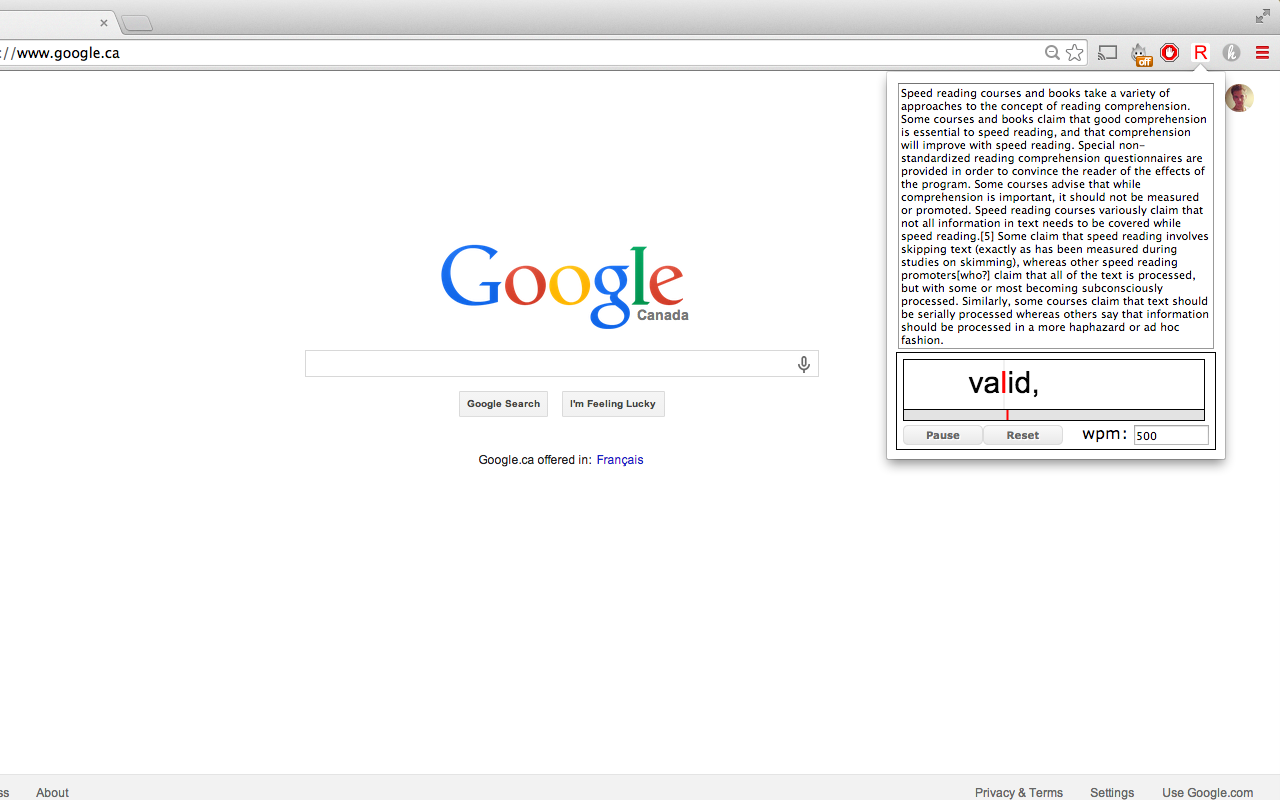 ://www.google.ca
off
R
h
Speed reading courses and books take a variety of
approaches to the concept of reading comprehension.
Some courses and books claim that good comprehension
is essential to speed reading, and that comprehension
will improve with speed reading. Special non-
standardized reading comprehension questionnaires are
provided in order to convince the reader of the effects of
the program. Some courses advise that while
comprehension is important, it should not be measured
or promoted. Speed reading courses variously claim that
not all information in text needs to be covered while
speed reading.[5] Some claim that speed reading involves
skipping text (exactly as has been measured during
studies on skimming), whereas other speed reading
promoters[who?] claim that all of the text is processed,
but with some or most becoming subconsciously
processed. Similarly, some courses claim that text should
be serially processed whereas others say that information
should be processed in a more haphazard or ad hoc
fashion.
valid,
Pause Reset wpm: 500
Google
Canada
Google Search I'm Feeling Lucky
Google.ca offered in: Français
ss About Privacy & Terms Settings Use Google.com